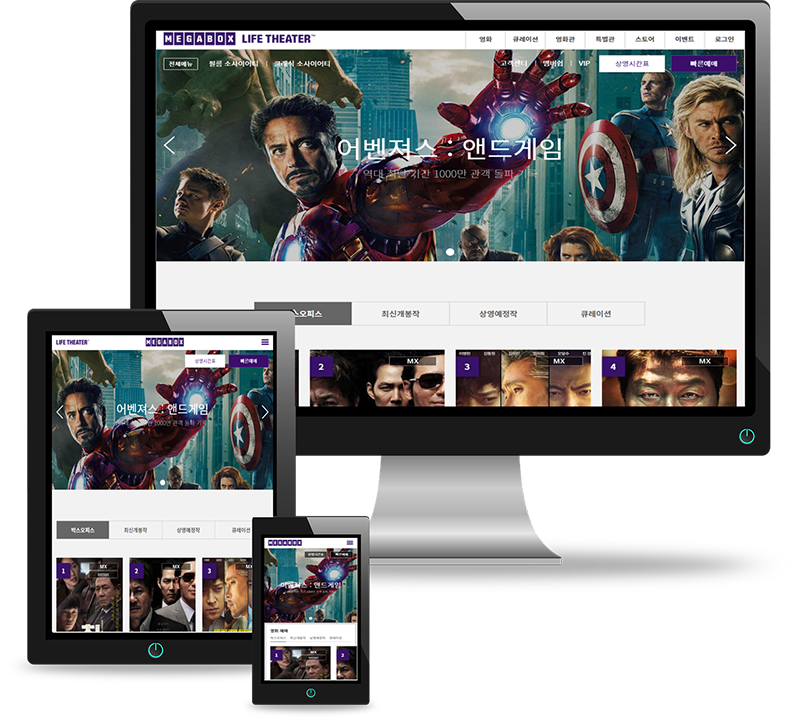 MEGABOX LIFE THEATER™
영화 큐레이션 영화관 특별관 스토어 이벤트 로그인
전체메뉴 필름 소사이어티 | 클래식 소사이어티
고객센터 | 멤버쉽 | VIP 상영시간표 빠른예매
어벤져스 : 앤드게임
역대 최단 기간 1000만 관객 돌파 기록
박스오피스 최신개봉작 상영예정작 큐레이션
2 MX
3 MX
4 MX
LIFE THEATER MEGABOX
상영시간표 빠른예매
어벤져스 : 앤드게임
역대 최단 기간 1000만 관객 돌파 기록
박스오피스 최신개봉작 상영예정작 큐레이션
1 MX
2 MX
3 MX
MEGABOX
상영시간표 빠른예매
어벤져스 : 앤드게임
영화 예매
박스오피스 최신개봉작 상영예정작 큐레이션
1 MX
2